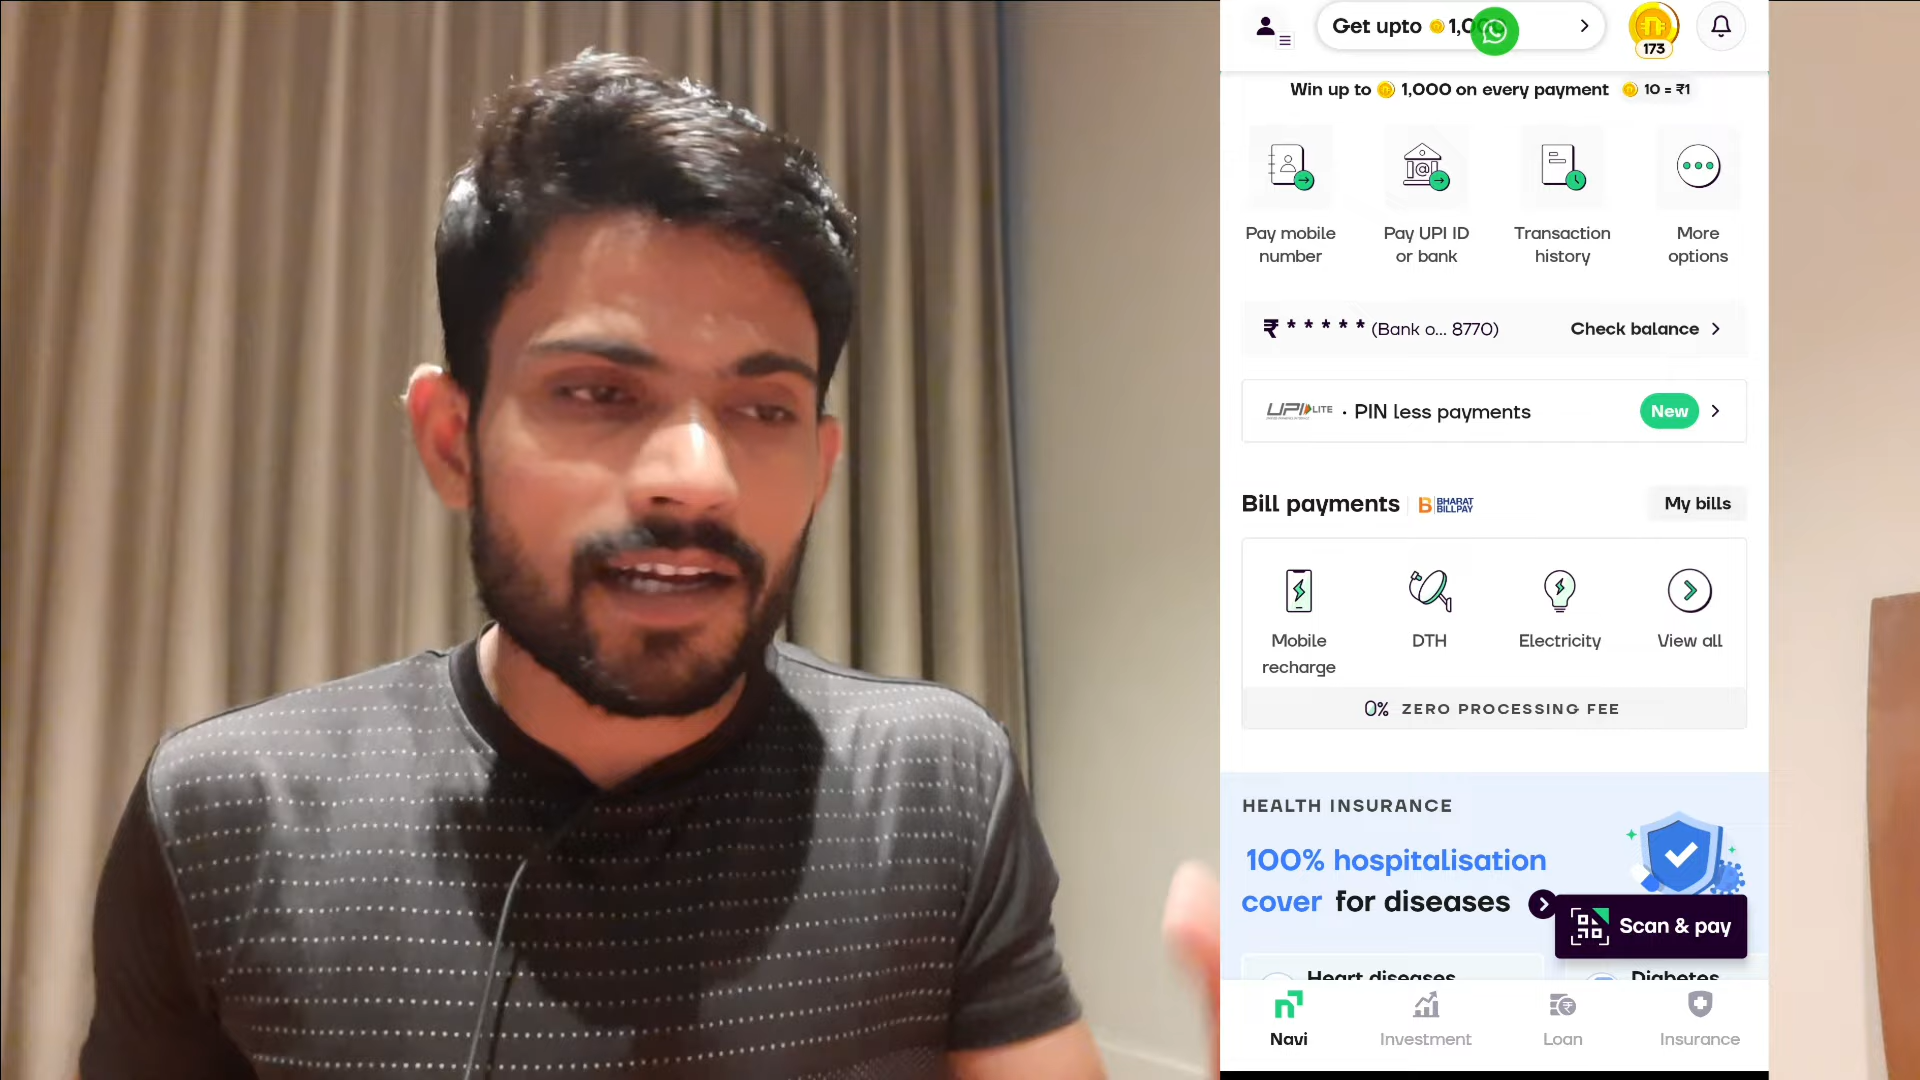 Get upto 1,0
173
Win up to 1,000 on every payment 10 = ₹1
Pay mobile number
Pay UPI ID or bank
Transaction history
More options
₹ * * * * * (Bank o... 8770) Check balance
UPI LITE · PIN less payments New
Bill payments BHARAT BILLPAY My bills
Mobile recharge
DTH
Electricity
View all
0% ZERO PROCESSING FEE
HEALTH INSURANCE
100% hospitalisation
cover for diseases
Scan & pay
Heart diseases Diabetes
Navi Investment Loan Insurance